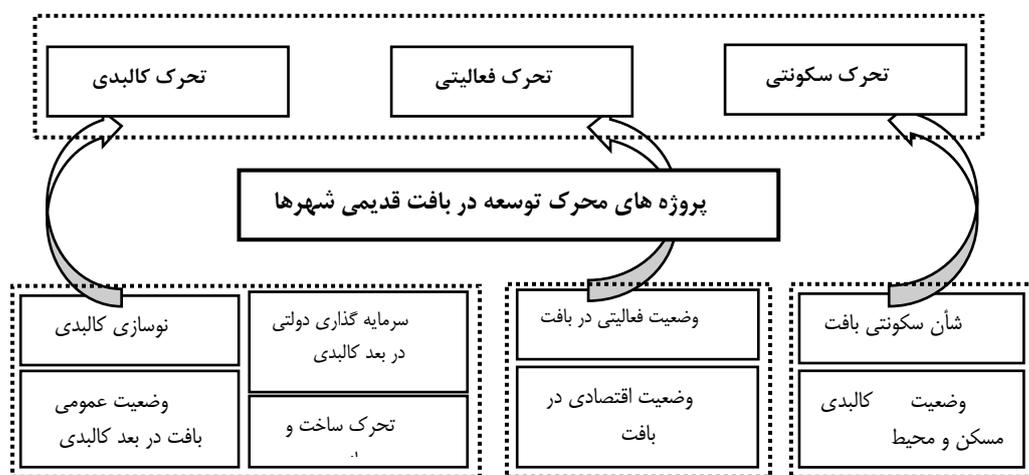 تحرک سکونتی
تحرک فعالیتی
تحرک کالبدی
پروژه های محرک توسعه در بافت قدیمی شهرها
شأن سکونتی بافت
وضعیت کالبدی
مسکن و محیط
وضعیت فعالیتی در بافت
وضعیت اقتصادی در
بافت
سرمایه گذاری دولتی
در بعد کالبدی
تحرک ساخت و
نوسازی کالبدی
وضعیت عمومی
بافت در بعد کالبدی